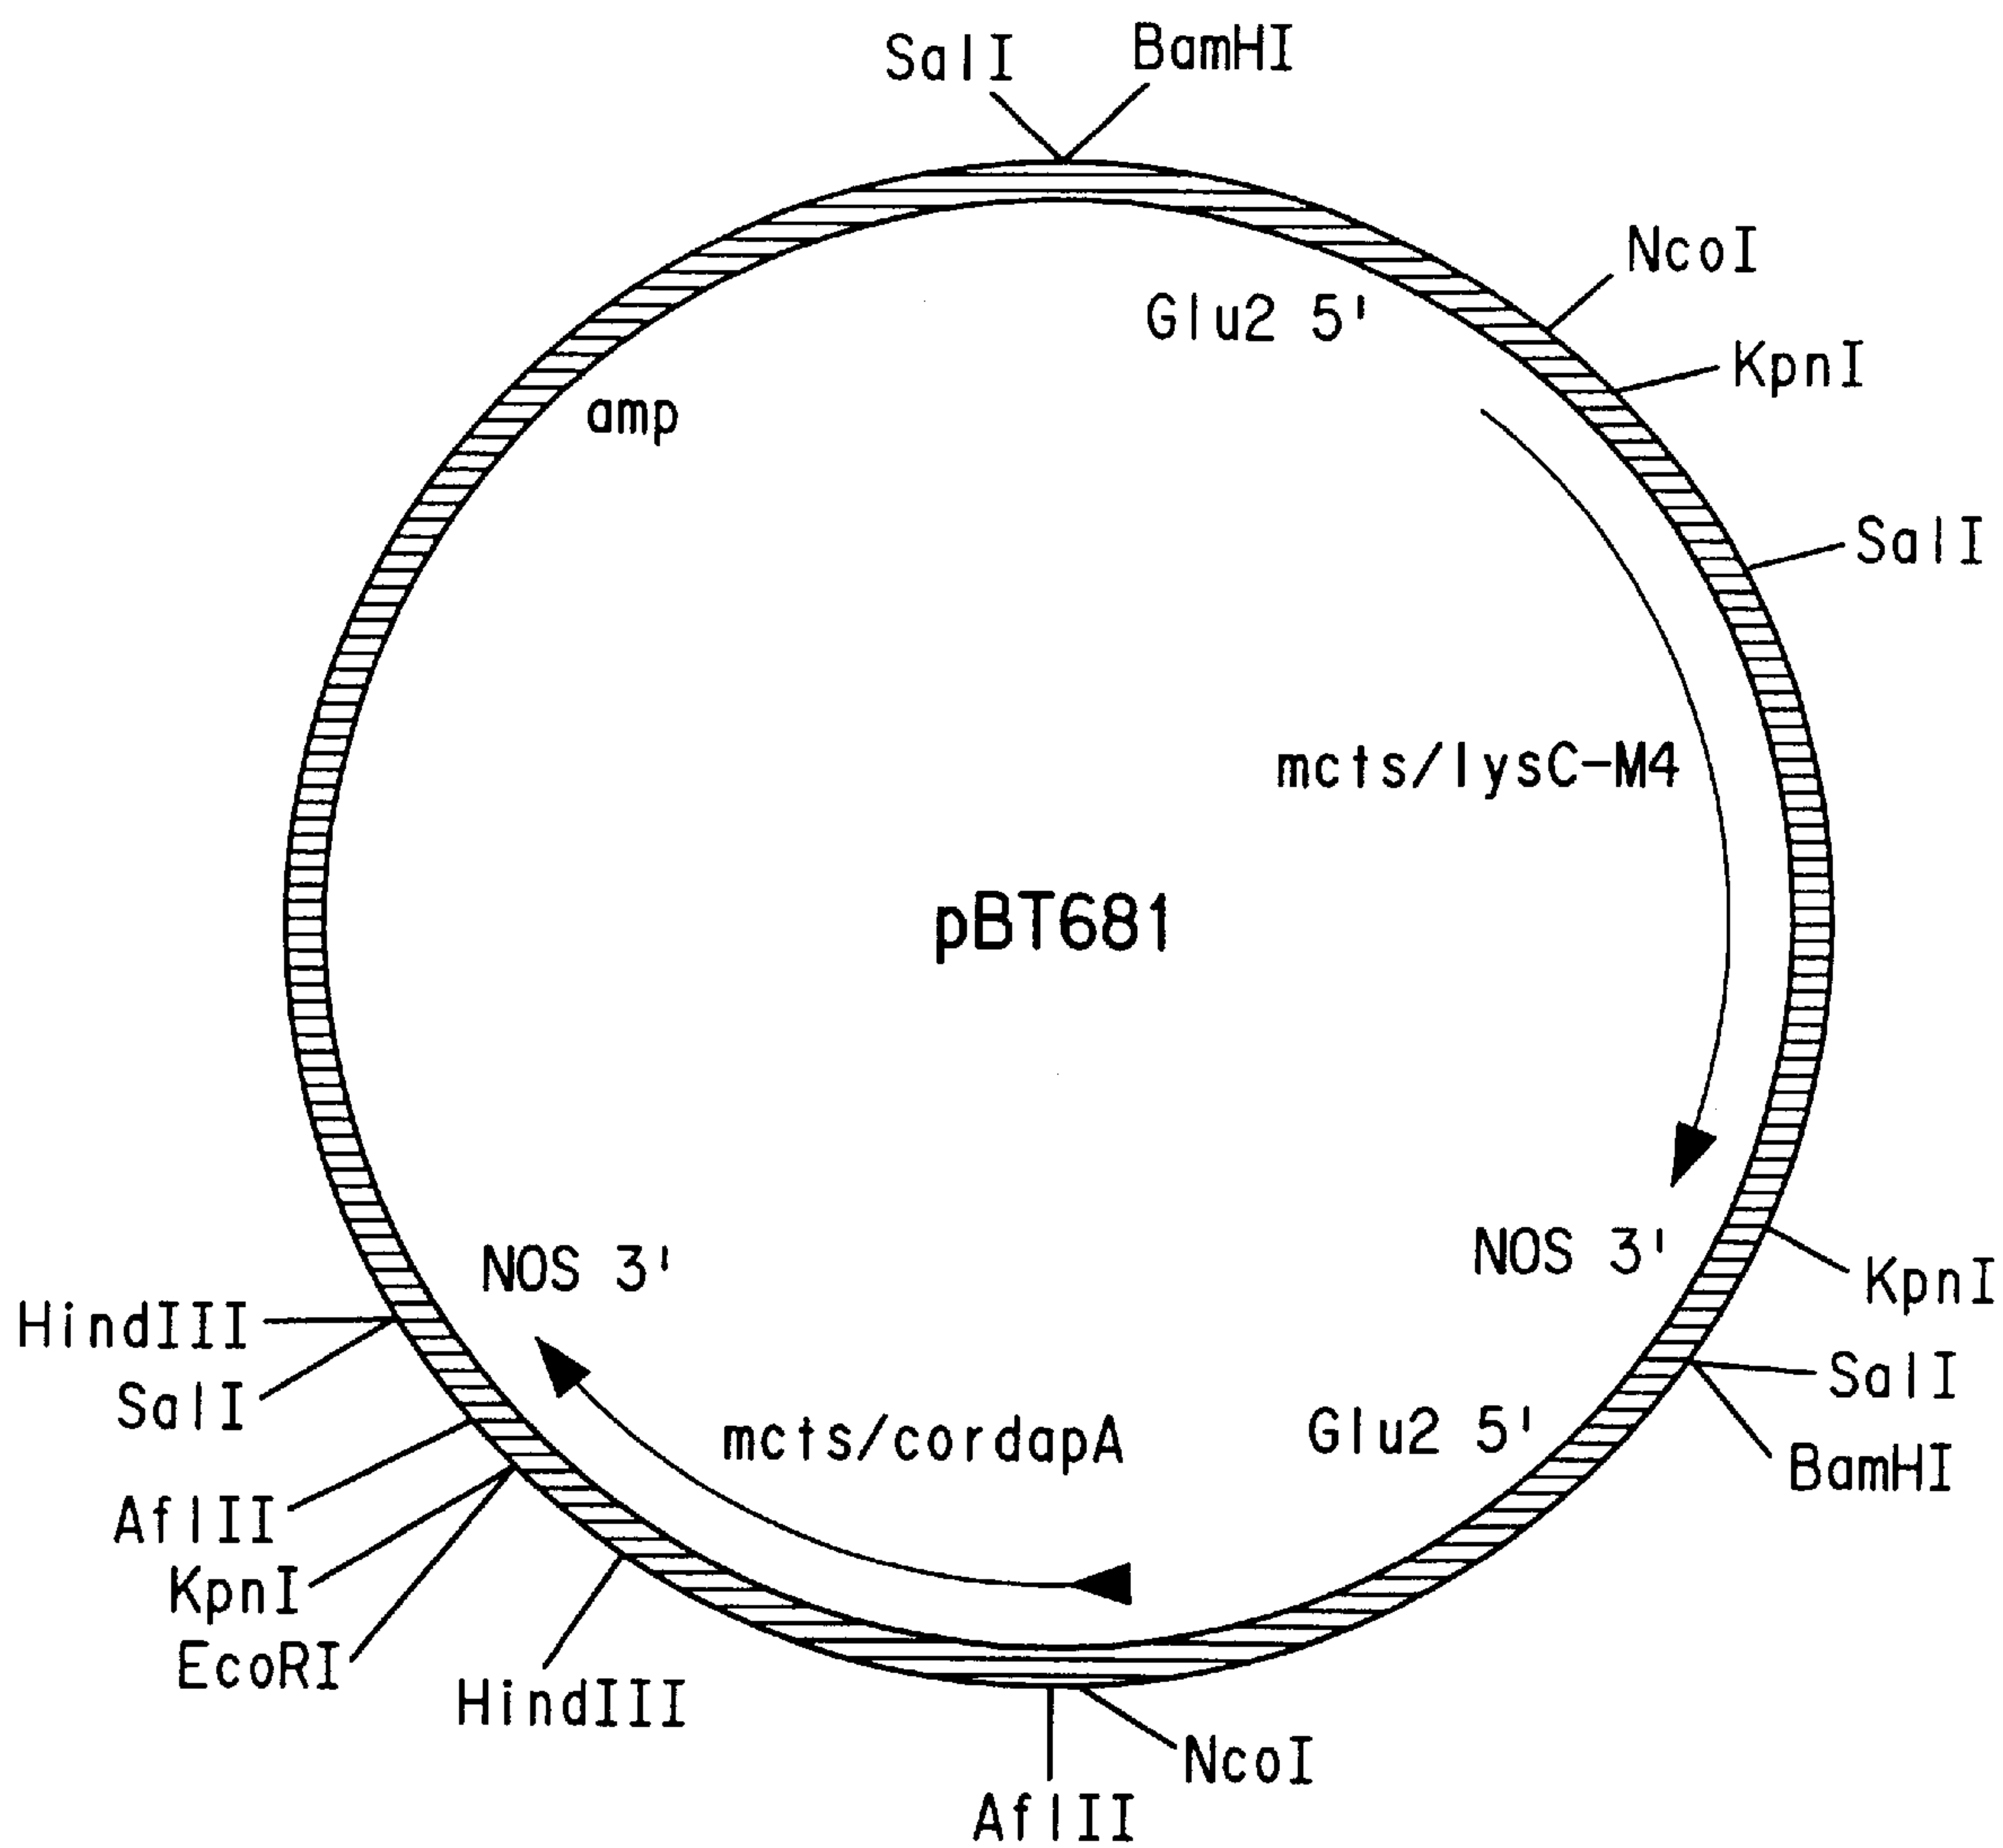 SalI
BamHI
NcoI
Glu2 5'
KpnI
amp
SalI
mcts/lysC-M4
pBT681
NOS 3'
NOS 3'
KpnI
HindIII
SalI
SalI
mcts/cordapA
Glu2 5'
BamHI
AflII
KpnI
EcoRI
HindIII
NcoI
AflII